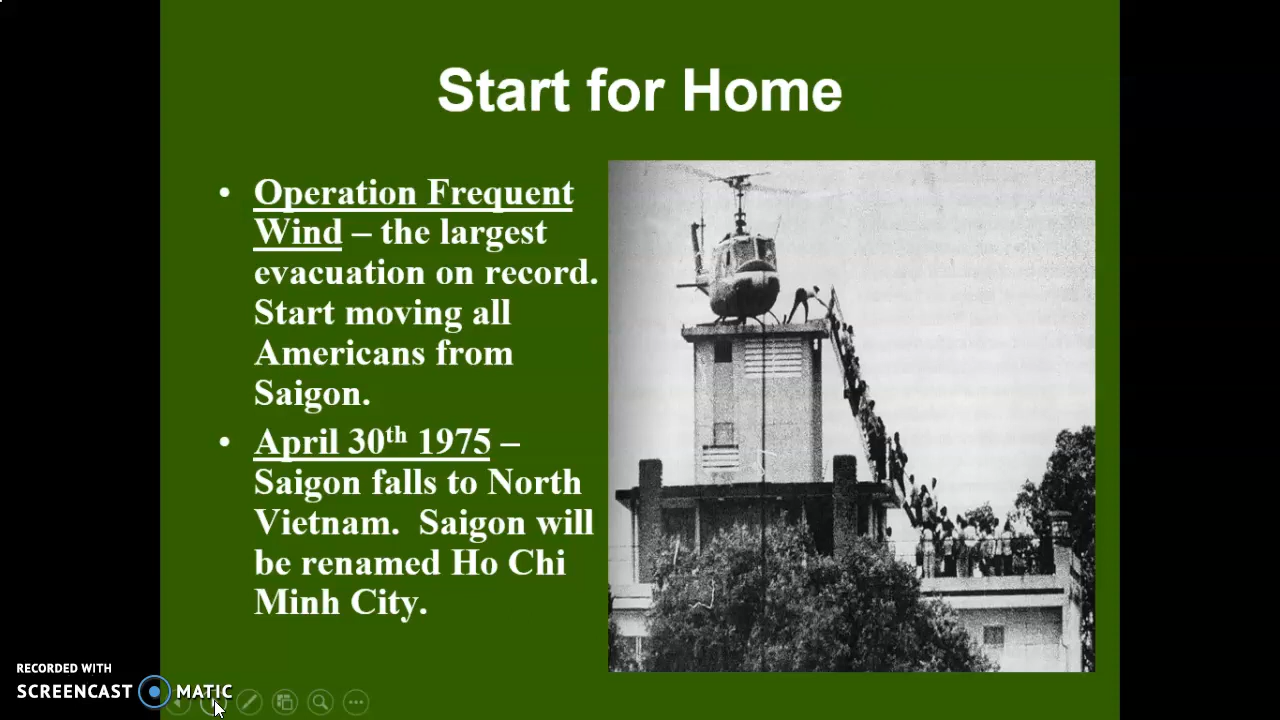 Start for Home
• Operation Frequent
Wind – the largest
evacuation on record.
Start moving all
Americans from
Saigon.
• April 30th 1975 –
Saigon falls to North
Vietnam.  Saigon will
be renamed Ho Chi
Minh City.
RECORDED WITH
SCREENCAST MATIC